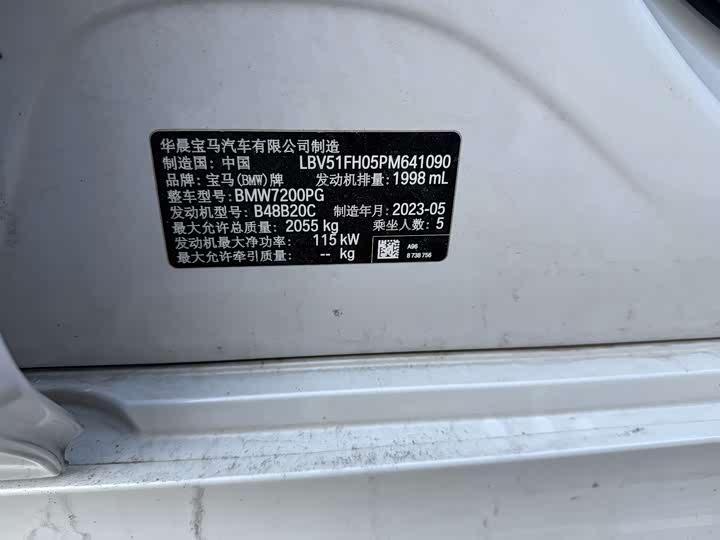 华晨宝马汽车有限公司制造
制造国: 中国 LBV51FH05PM641090
品牌: 宝马(BMW)牌 发动机排量: 1998 mL
整车型号: BMW7200PG
发动机型号: B48B20C 制造年月: 2023-05
最大允许总质量: 2055 kg 乘坐人数: 5
发动机最大净功率: 115 kW
最大允许牵引质量: -- kg
A96
8 738 756